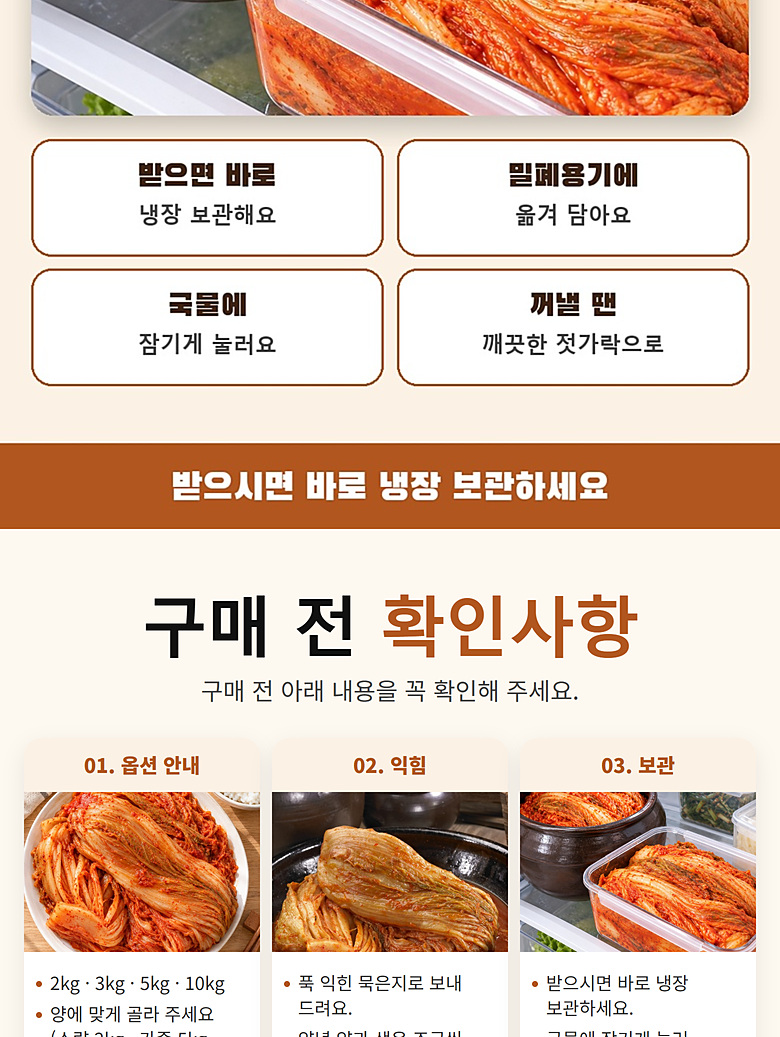 받으면 바로
냉장 보관해요
밀폐용기에
옮겨 담아요
국물에
잠기게 눌러요
꺼낼 땐
깨끗한 젓가락으로
받으시면 바로 냉장 보관하세요
구매 전 확인사항
구매 전 아래 내용을 꼭 확인해 주세요.
01. 옵션 안내
• 2kg · 3kg · 5kg · 10kg
• 양에 맞게 골라 주세요
02. 익힘
• 푹 익힌 묵은지로 보내
드려요.
03. 보관
• 받으시면 바로 냉장
보관하세요.